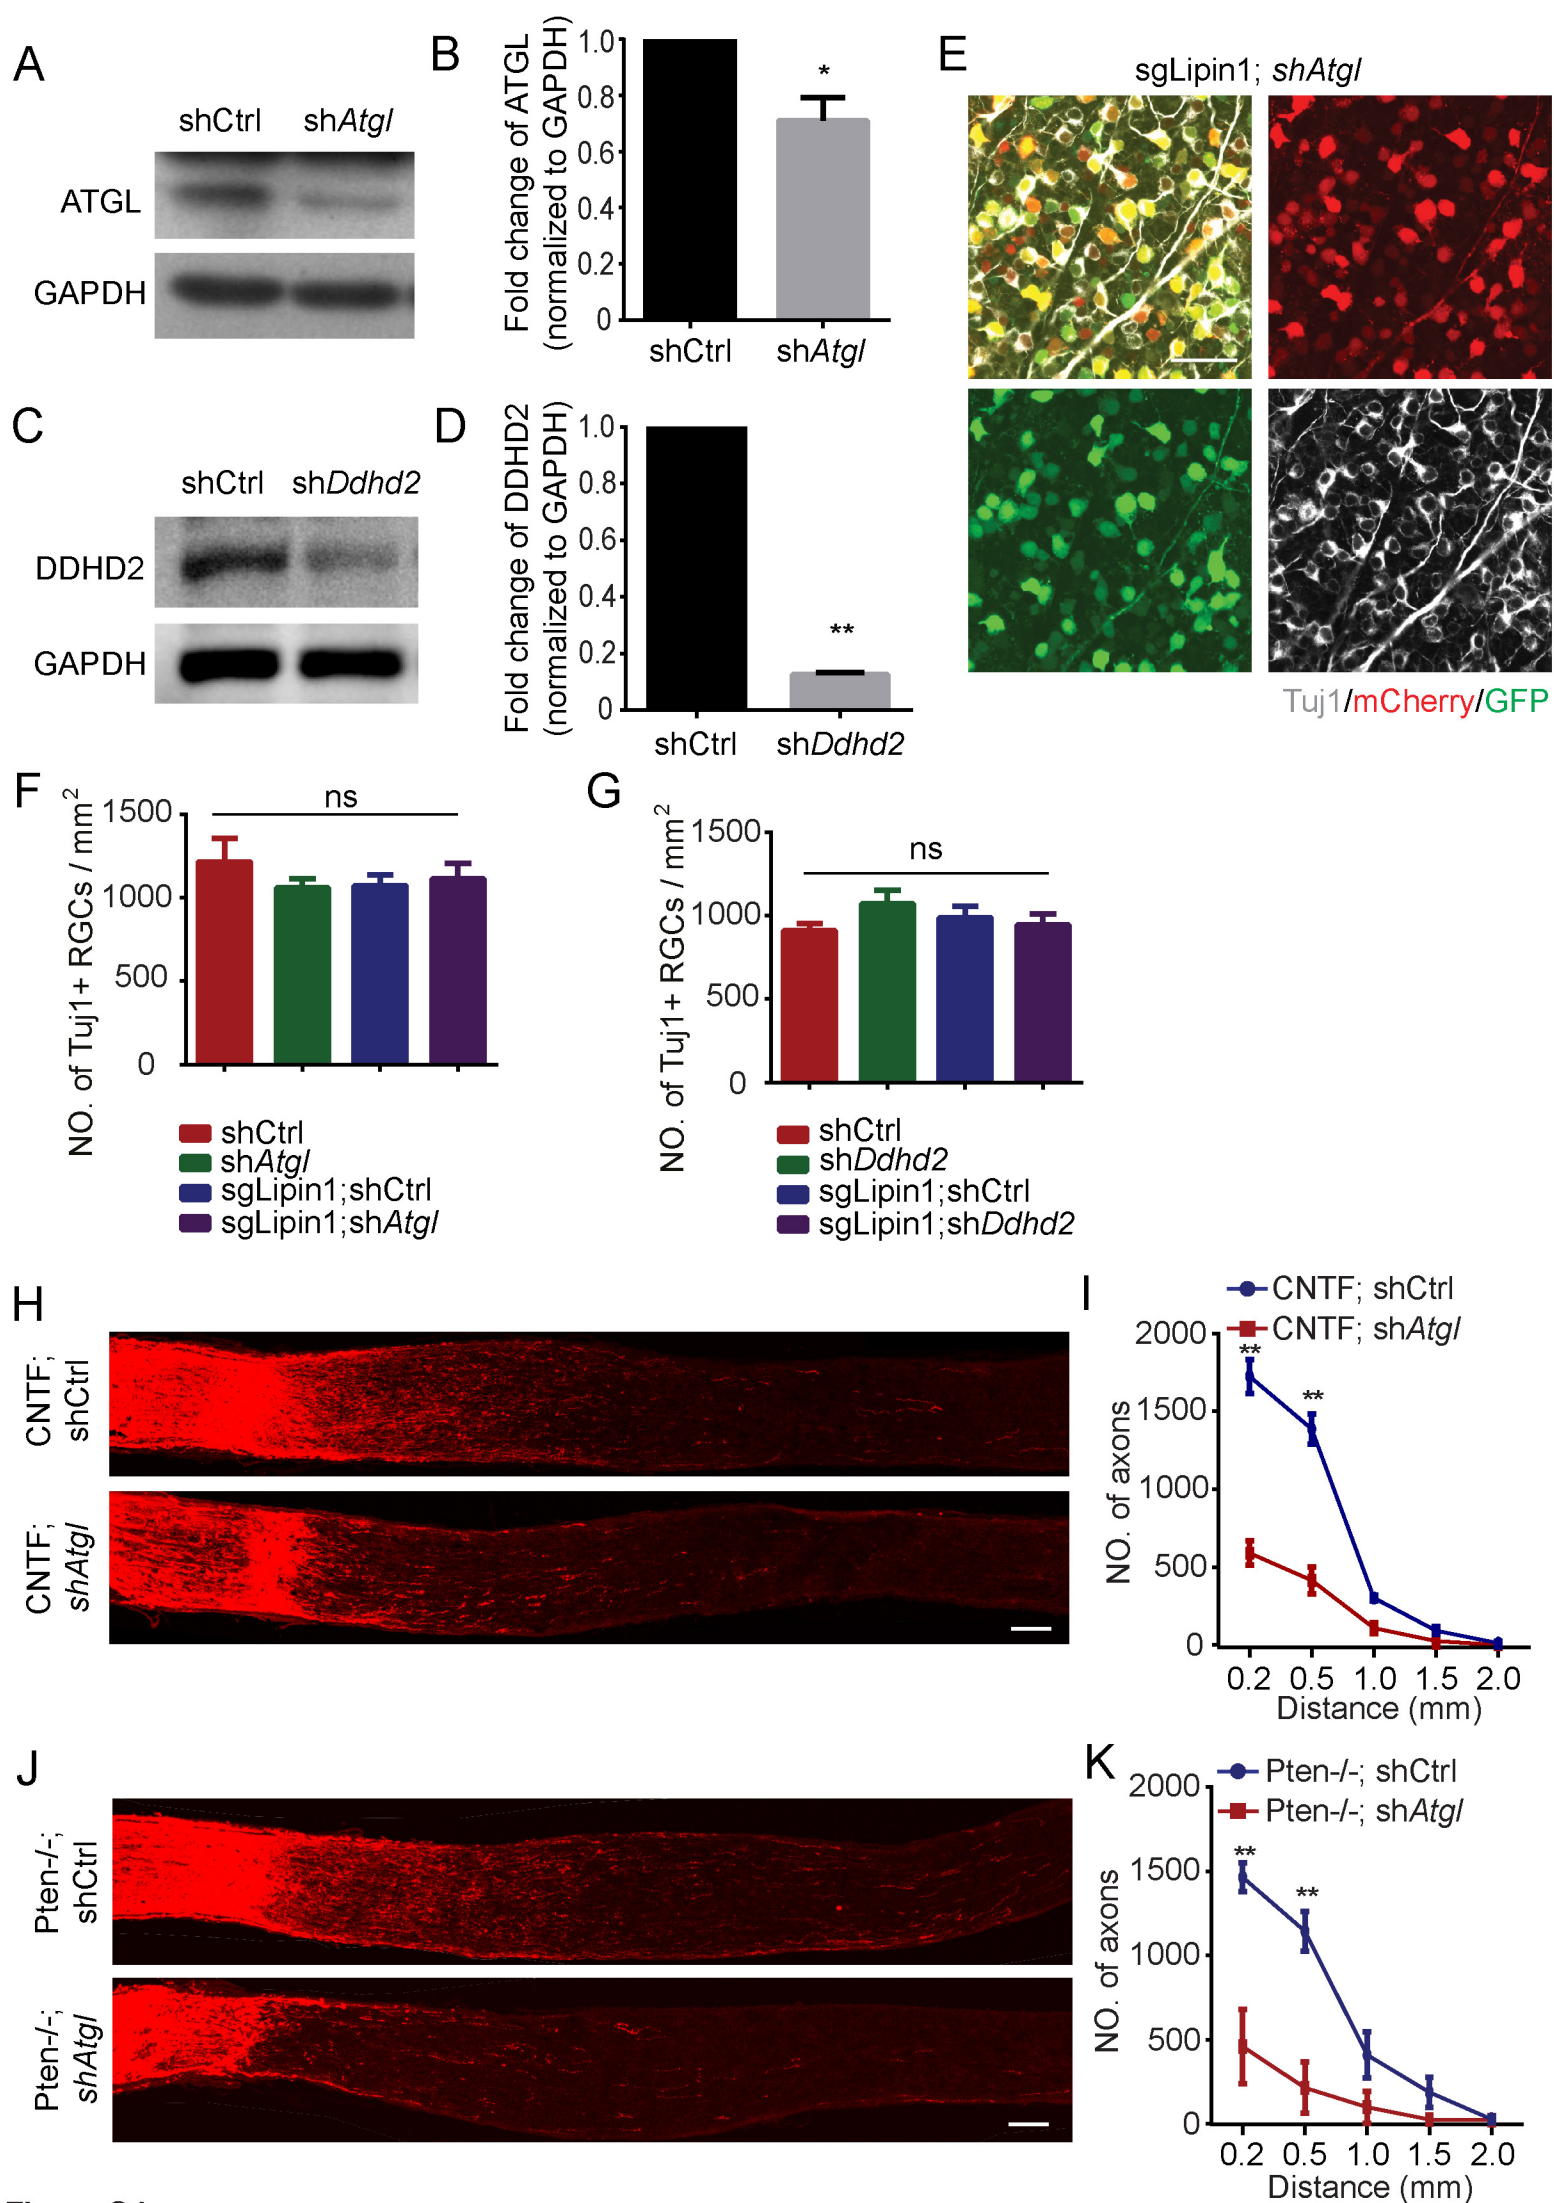 A
shCtrl shAtgl
ATGL
GAPDH
B
Fold change of ATGL
(normalized to GAPDH)
1.0
0.8
0.6
0.4
0.2
0
*
shCtrl shAtgl
C
shCtrl shDdhd2
DDHD2
GAPDH
D
Fold change of DDHD2
(normalized to GAPDH)
1.0
0.8
0.6
0.4
0.2
0
**
shCtrl shDdhd2
E
sgLipin1; shAtgl
Tuj1/mCherry/GFP
F
NO. of Tuj1+ RGCs / mm2
1500
1000
500
0
ns
shCtrl
shAtgl
sgLipin1;shCtrl
sgLipin1;shAtgl
G
NO. of Tuj1+ RGCs / mm2
1500
1000
500
0
ns
shCtrl
shDdhd2
sgLipin1;shCtrl
sgLipin1;shDdhd2
H
CNTF;
shCtrl
CNTF;
shAtgl
I
CNTF; shCtrl
CNTF; shAtgl
NO. of axons
2000
1500
1000
500
0
**
**
0.2 0.5 1.0 1.5 2.0
Distance (mm)
J
Pten-/-;
shCtrl
Pten-/-;
shAtgl
K
Pten-/-; shCtrl
Pten-/-; shAtgl
NO. of axons
2000
1500
1000
500
0
**
**
0.2 0.5 1.0 1.5 2.0
Distance (mm)